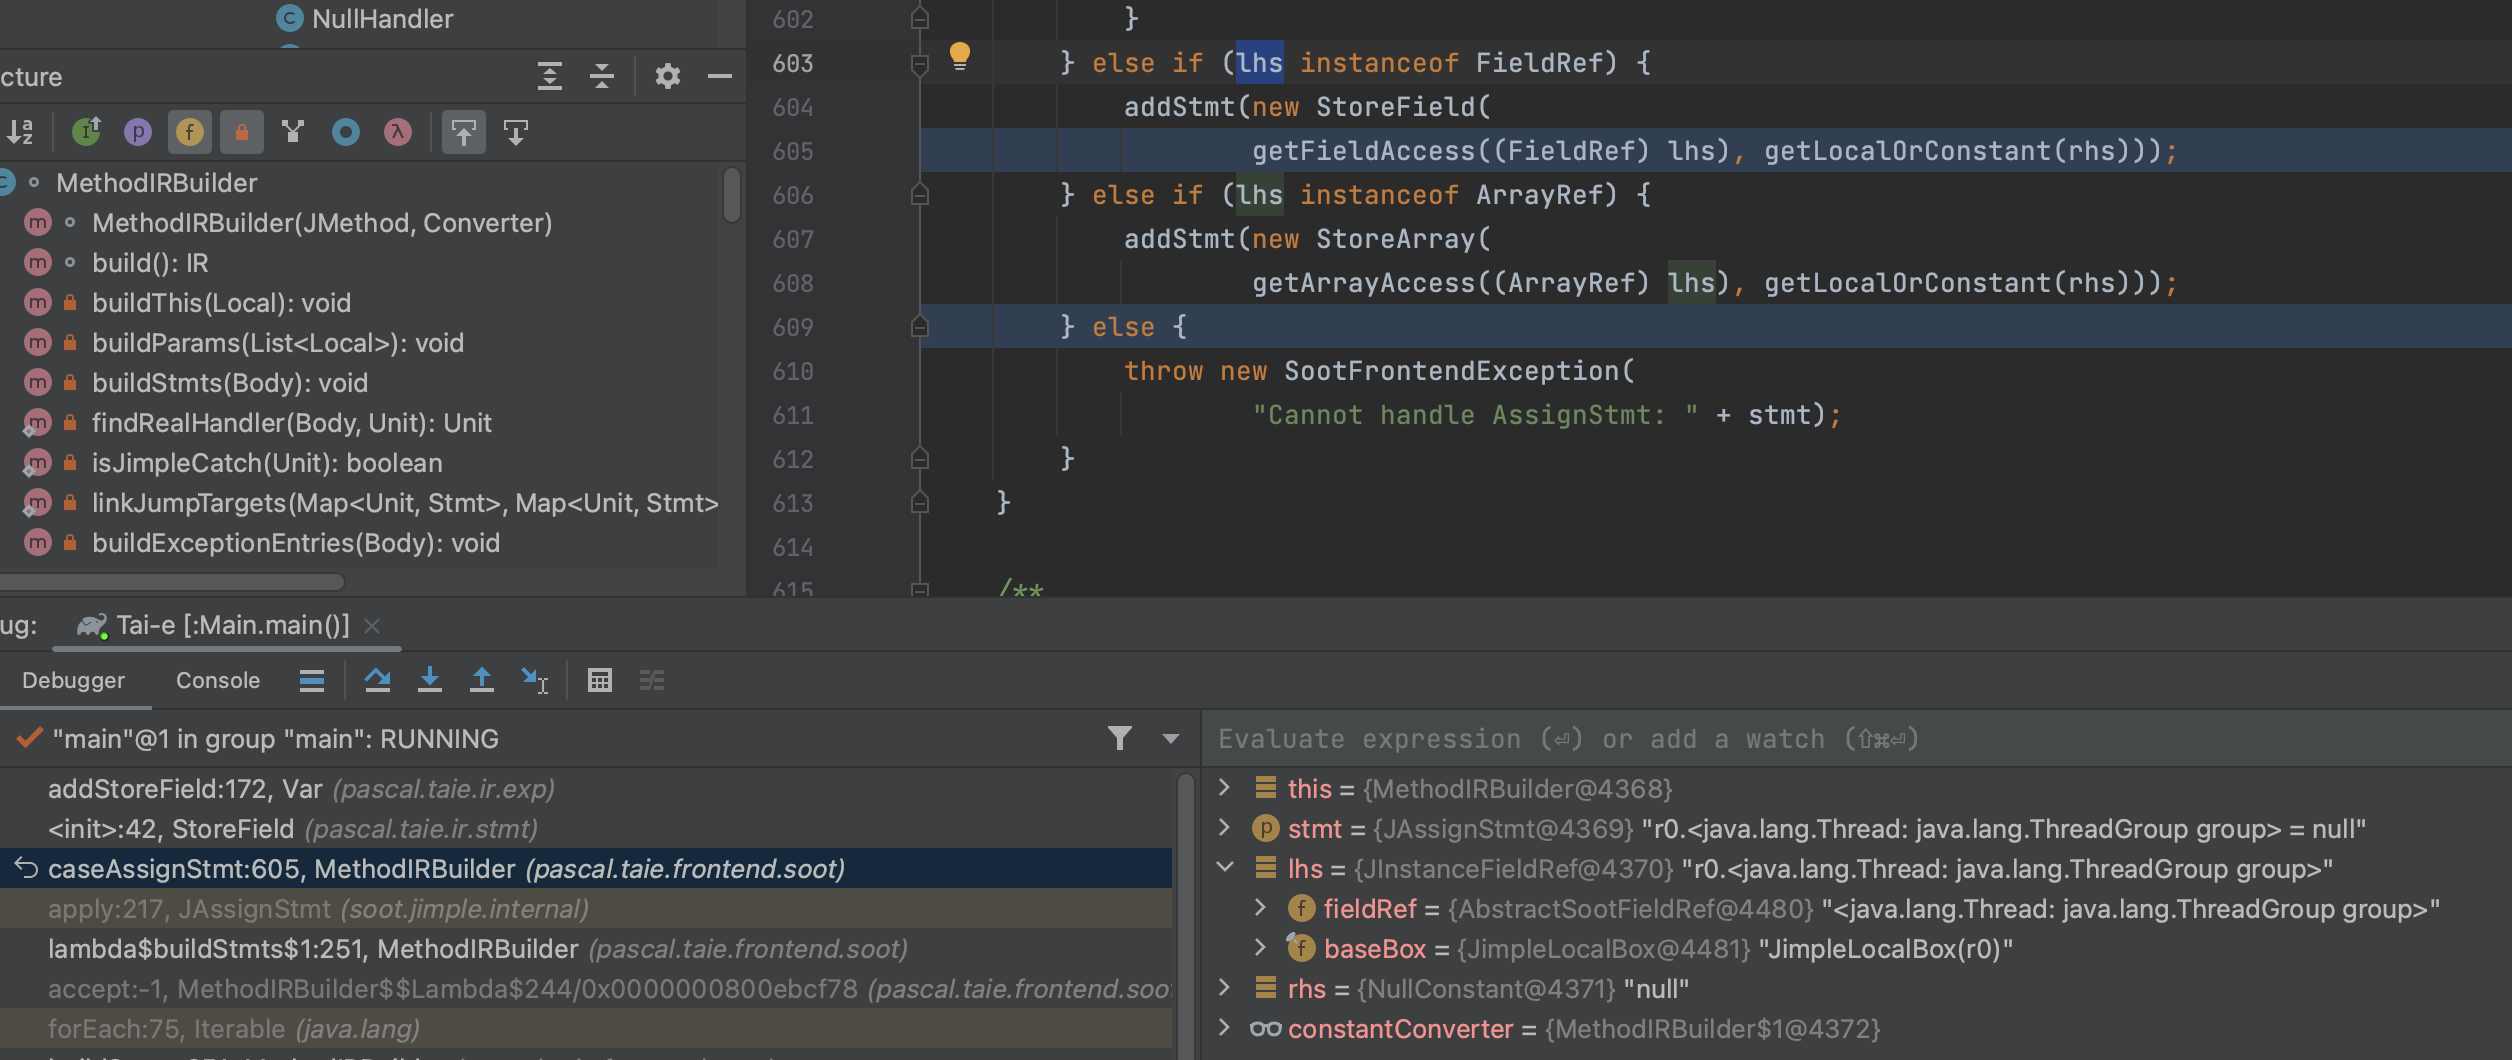 NullHandler
cture
MethodIRBuilder
MethodIRBuilder(JMethod, Converter)
build(): IR
buildThis(Local): void
buildParams(List<Local>): void
buildStmts(Body): void
findRealHandler(Body, Unit): Unit
isJimpleCatch(Unit): boolean
linkJumpTargets(Map<Unit, Stmt>, Map<Unit, Stmt>
buildExceptionEntries(Body): void
602 }
603 } else if (lhs instanceof FieldRef) {
604 addStmt(new StoreField(
605 getFieldAccess((FieldRef) lhs), getLocalOrConstant(rhs)));
606 } else if (lhs instanceof ArrayRef) {
607 addStmt(new StoreArray(
608 getArrayAccess((ArrayRef) lhs), getLocalOrConstant(rhs)));
609 } else {
610 throw new SootFrontendException(
611 "Cannot handle AssignStmt: " + stmt);
612 }
613 }
614
615 /**
ug: Tai-e [:Main.main()]
Debugger Console
"main"@1 in group "main": RUNNING
addStoreField:172, Var (pascal.taie.ir.exp)
<init>:42, StoreField (pascal.taie.ir.stmt)
caseAssignStmt:605, MethodIRBuilder (pascal.taie.frontend.soot)
apply:217, JAssignStmt (soot.jimple.internal)
lambda$buildStmts$1:251, MethodIRBuilder (pascal.taie.frontend.soot)
accept:-1, MethodIRBuilder$$Lambda$244/0x0000000800ebcf78 (pascal.taie.frontend.soo
forEach:75, Iterable (java.lang)
Evaluate expression (⏎) or add a watch (⇧⌘⏎)
this = {MethodIRBuilder@4368}
stmt = {JAssignStmt@4369} "r0.<java.lang.Thread: java.lang.ThreadGroup group> = null"
lhs = {JInstanceFieldRef@4370} "r0.<java.lang.Thread: java.lang.ThreadGroup group>"
fieldRef = {AbstractSootFieldRef@4480} "<java.lang.Thread: java.lang.ThreadGroup group>"
baseBox = {JimpleLocalBox@4481} "JimpleLocalBox(r0)"
rhs = {NullConstant@4371} "null"
constantConverter = {MethodIRBuilder$1@4372}